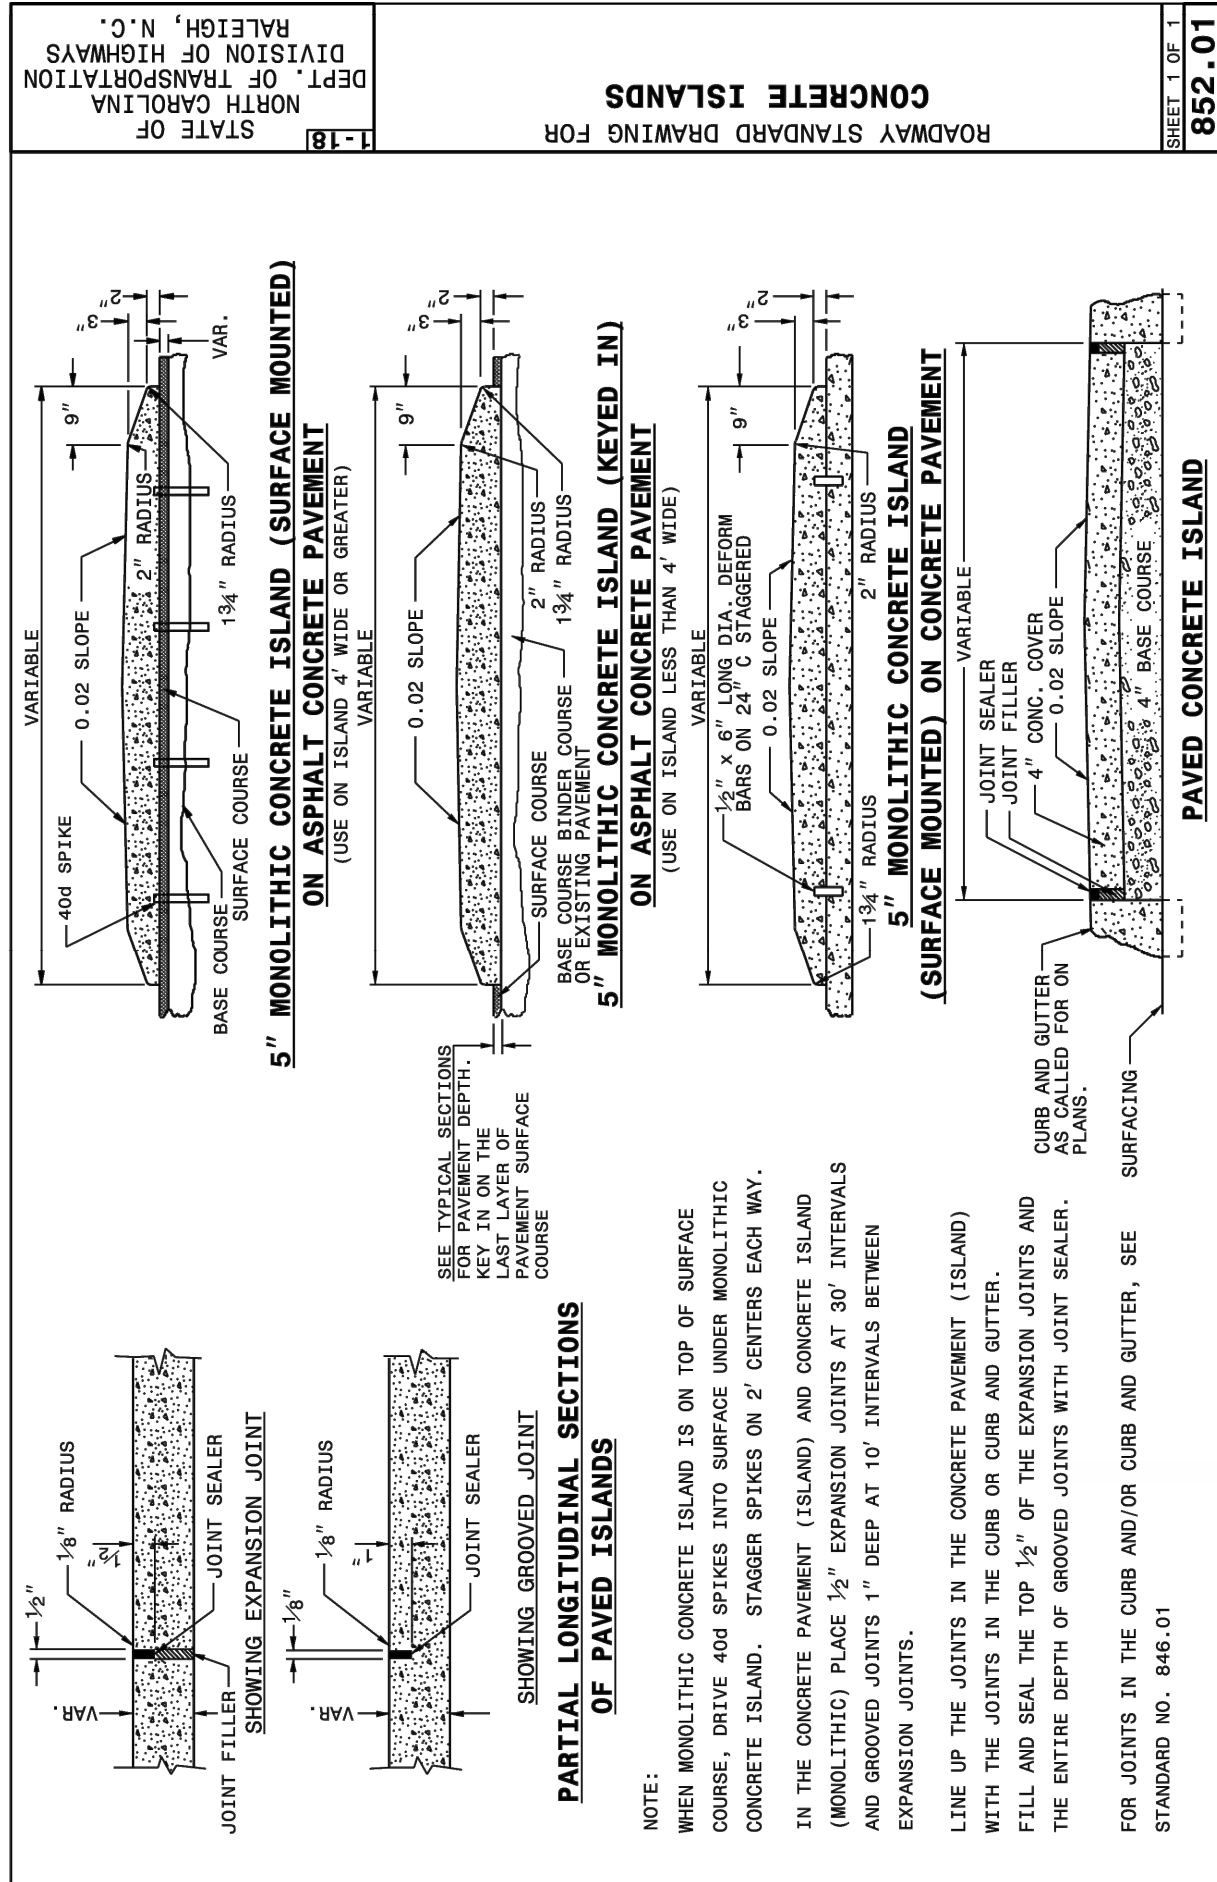 STATE OF
NORTH CAROLINA
DEPT. OF TRANSPORTATION
DIVISION OF HIGHWAYS
RALEIGH, N.C.
1-18
ROADWAY STANDARD DRAWING FOR
CONCRETE ISLANDS
SHEET 1 OF 1
852.01
½"
⅛" RADIUS
½"
VAR.
JOINT SEALER
JOINT FILLER
SHOWING EXPANSION JOINT
⅛"
⅛" RADIUS
1"
VAR.
JOINT SEALER
SHOWING GROOVED JOINT
PARTIAL LONGITUDINAL SECTIONS
OF PAVED ISLANDS
VARIABLE
9"
3"
2"
VAR.
40d SPIKE
0.02 SLOPE
2" RADIUS
1¾" RADIUS
BASE COURSE
SURFACE COURSE
5" MONOLITHIC CONCRETE ISLAND (SURFACE MOUNTED)
ON ASPHALT CONCRETE PAVEMENT
(USE ON ISLAND 4' WIDE OR GREATER)
VARIABLE
9"
3"
2"
0.02 SLOPE
2" RADIUS
1¾" RADIUS
SEE TYPICAL SECTIONS
FOR PAVEMENT DEPTH.
KEY IN ON THE
LAST LAYER OF
PAVEMENT SURFACE
COURSE
SURFACE COURSE
BASE COURSE BINDER COURSE
OR EXISTING PAVEMENT
5" MONOLITHIC CONCRETE ISLAND (KEYED IN)
ON ASPHALT CONCRETE PAVEMENT
(USE ON ISLAND LESS THAN 4' WIDE)
VARIABLE
9"
3"
2"
½" x 6" LONG DIA. DEFORM
BARS ON 24" C STAGGERED
0.02 SLOPE
1¾" RADIUS
2" RADIUS
5" MONOLITHIC CONCRETE ISLAND
(SURFACE MOUNTED) ON CONCRETE PAVEMENT
VARIABLE
JOINT SEALER
JOINT FILLER
4" CONC. COVER
0.02 SLOPE
CURB AND GUTTER
AS CALLED FOR ON
PLANS.
4" BASE COURSE
SURFACING
PAVED CONCRETE ISLAND
NOTE:
WHEN MONOLITHIC CONCRETE ISLAND IS ON TOP OF SURFACE
COURSE, DRIVE 40d SPIKES INTO SURFACE UNDER MONOLITHIC
CONCRETE ISLAND. STAGGER SPIKES ON 2' CENTERS EACH WAY.
IN THE CONCRETE PAVEMENT (ISLAND) AND CONCRETE ISLAND
(MONOLITHIC) PLACE ½" EXPANSION JOINTS AT 30' INTERVALS
AND GROOVED JOINTS 1" DEEP AT 10' INTERVALS BETWEEN
EXPANSION JOINTS.
LINE UP THE JOINTS IN THE CONCRETE PAVEMENT (ISLAND)
WITH THE JOINTS IN THE CURB OR CURB AND GUTTER.
FILL AND SEAL THE TOP ½" OF THE EXPANSION JOINTS AND
THE ENTIRE DEPTH OF GROOVED JOINTS WITH JOINT SEALER.
FOR JOINTS IN THE CURB AND/OR CURB AND GUTTER, SEE
STANDARD NO. 846.01